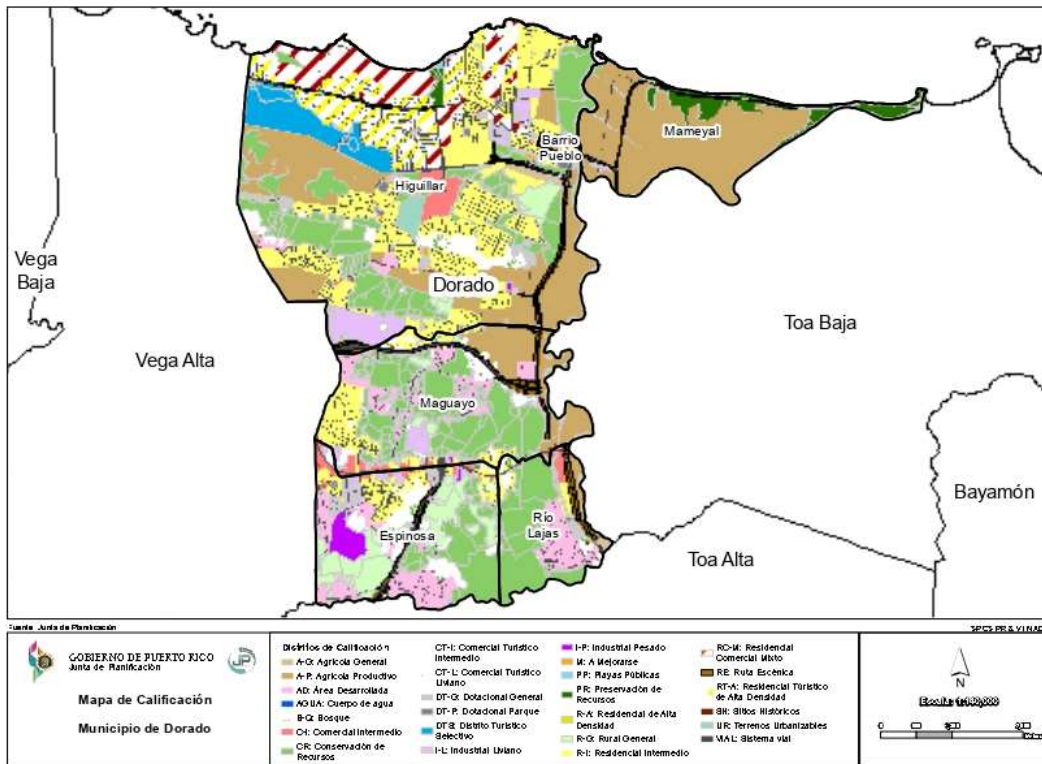 Mameyal
Barrio
Pueblo
Higuillar
Vega
Baja
Dorado
Toa Baja
Vega Alta
Maguayo
Bayamón
Río
Lajas
Espinosa
Toa Alta
Fuente: Junta de Planificación
GOBIERNO DE PUERTO RICO
Junta de Planificación
Mapa de Calificación
Municipio de Dorado
Distritos de Calificación
A-G: Agrícola General
A-P: Agrícola Productivo
AD: Área Desarrollada
AGUA: Cuerpo de agua
B-Q: Bosque
C-I: Comercial Intermedio
CR: Conservación de
Recursos
CT-I: Comercial Turístico
Intermedio
CT-L: Comercial Turístico
Liviano
DT-G: Dotacional General
DT-P: Dotacional Parque
DTS: Distrito Turístico
Selectivo
I-L: Industrial Liviano
I-P: Industrial Pesado
M: A Mejorarse
PP: Playas Públicas
PR: Preservación de
Recursos
R-A: Residencial de Alta
Densidad
R-G: Rural General
R-I: Residencial Intermedio
RC-M: Residencial
Comercial Mixto
RE: Ruta Escénica
RT-A: Residencial Túristico
de Alta Densidad
SH: Sitios Históricos
UR: Terrenos Urbanizables
VIAL: Sistema vial
N
Escala: 1:140,000
0